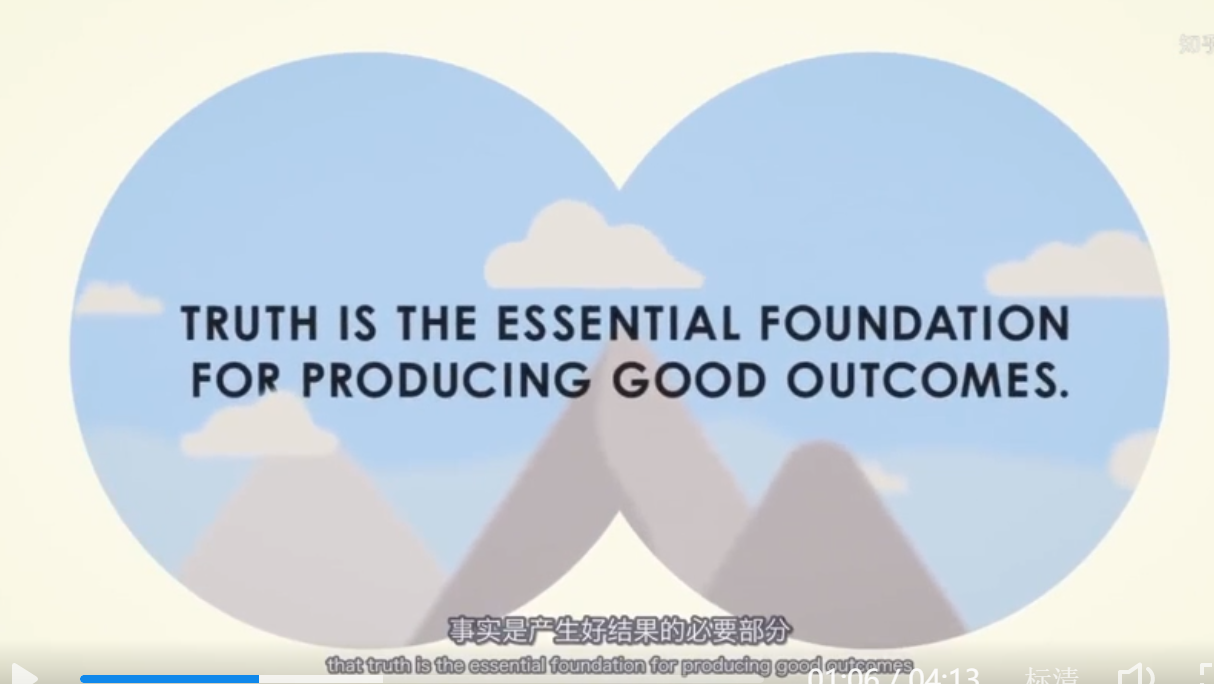 知乎
TRUTH IS THE ESSENTIAL FOUNDATION
FOR PRODUCING GOOD OUTCOMES.
事实是产生好结果的必要部分
that truth is the essential foundation for producing good outcomes
01:06 / 04:13 标清